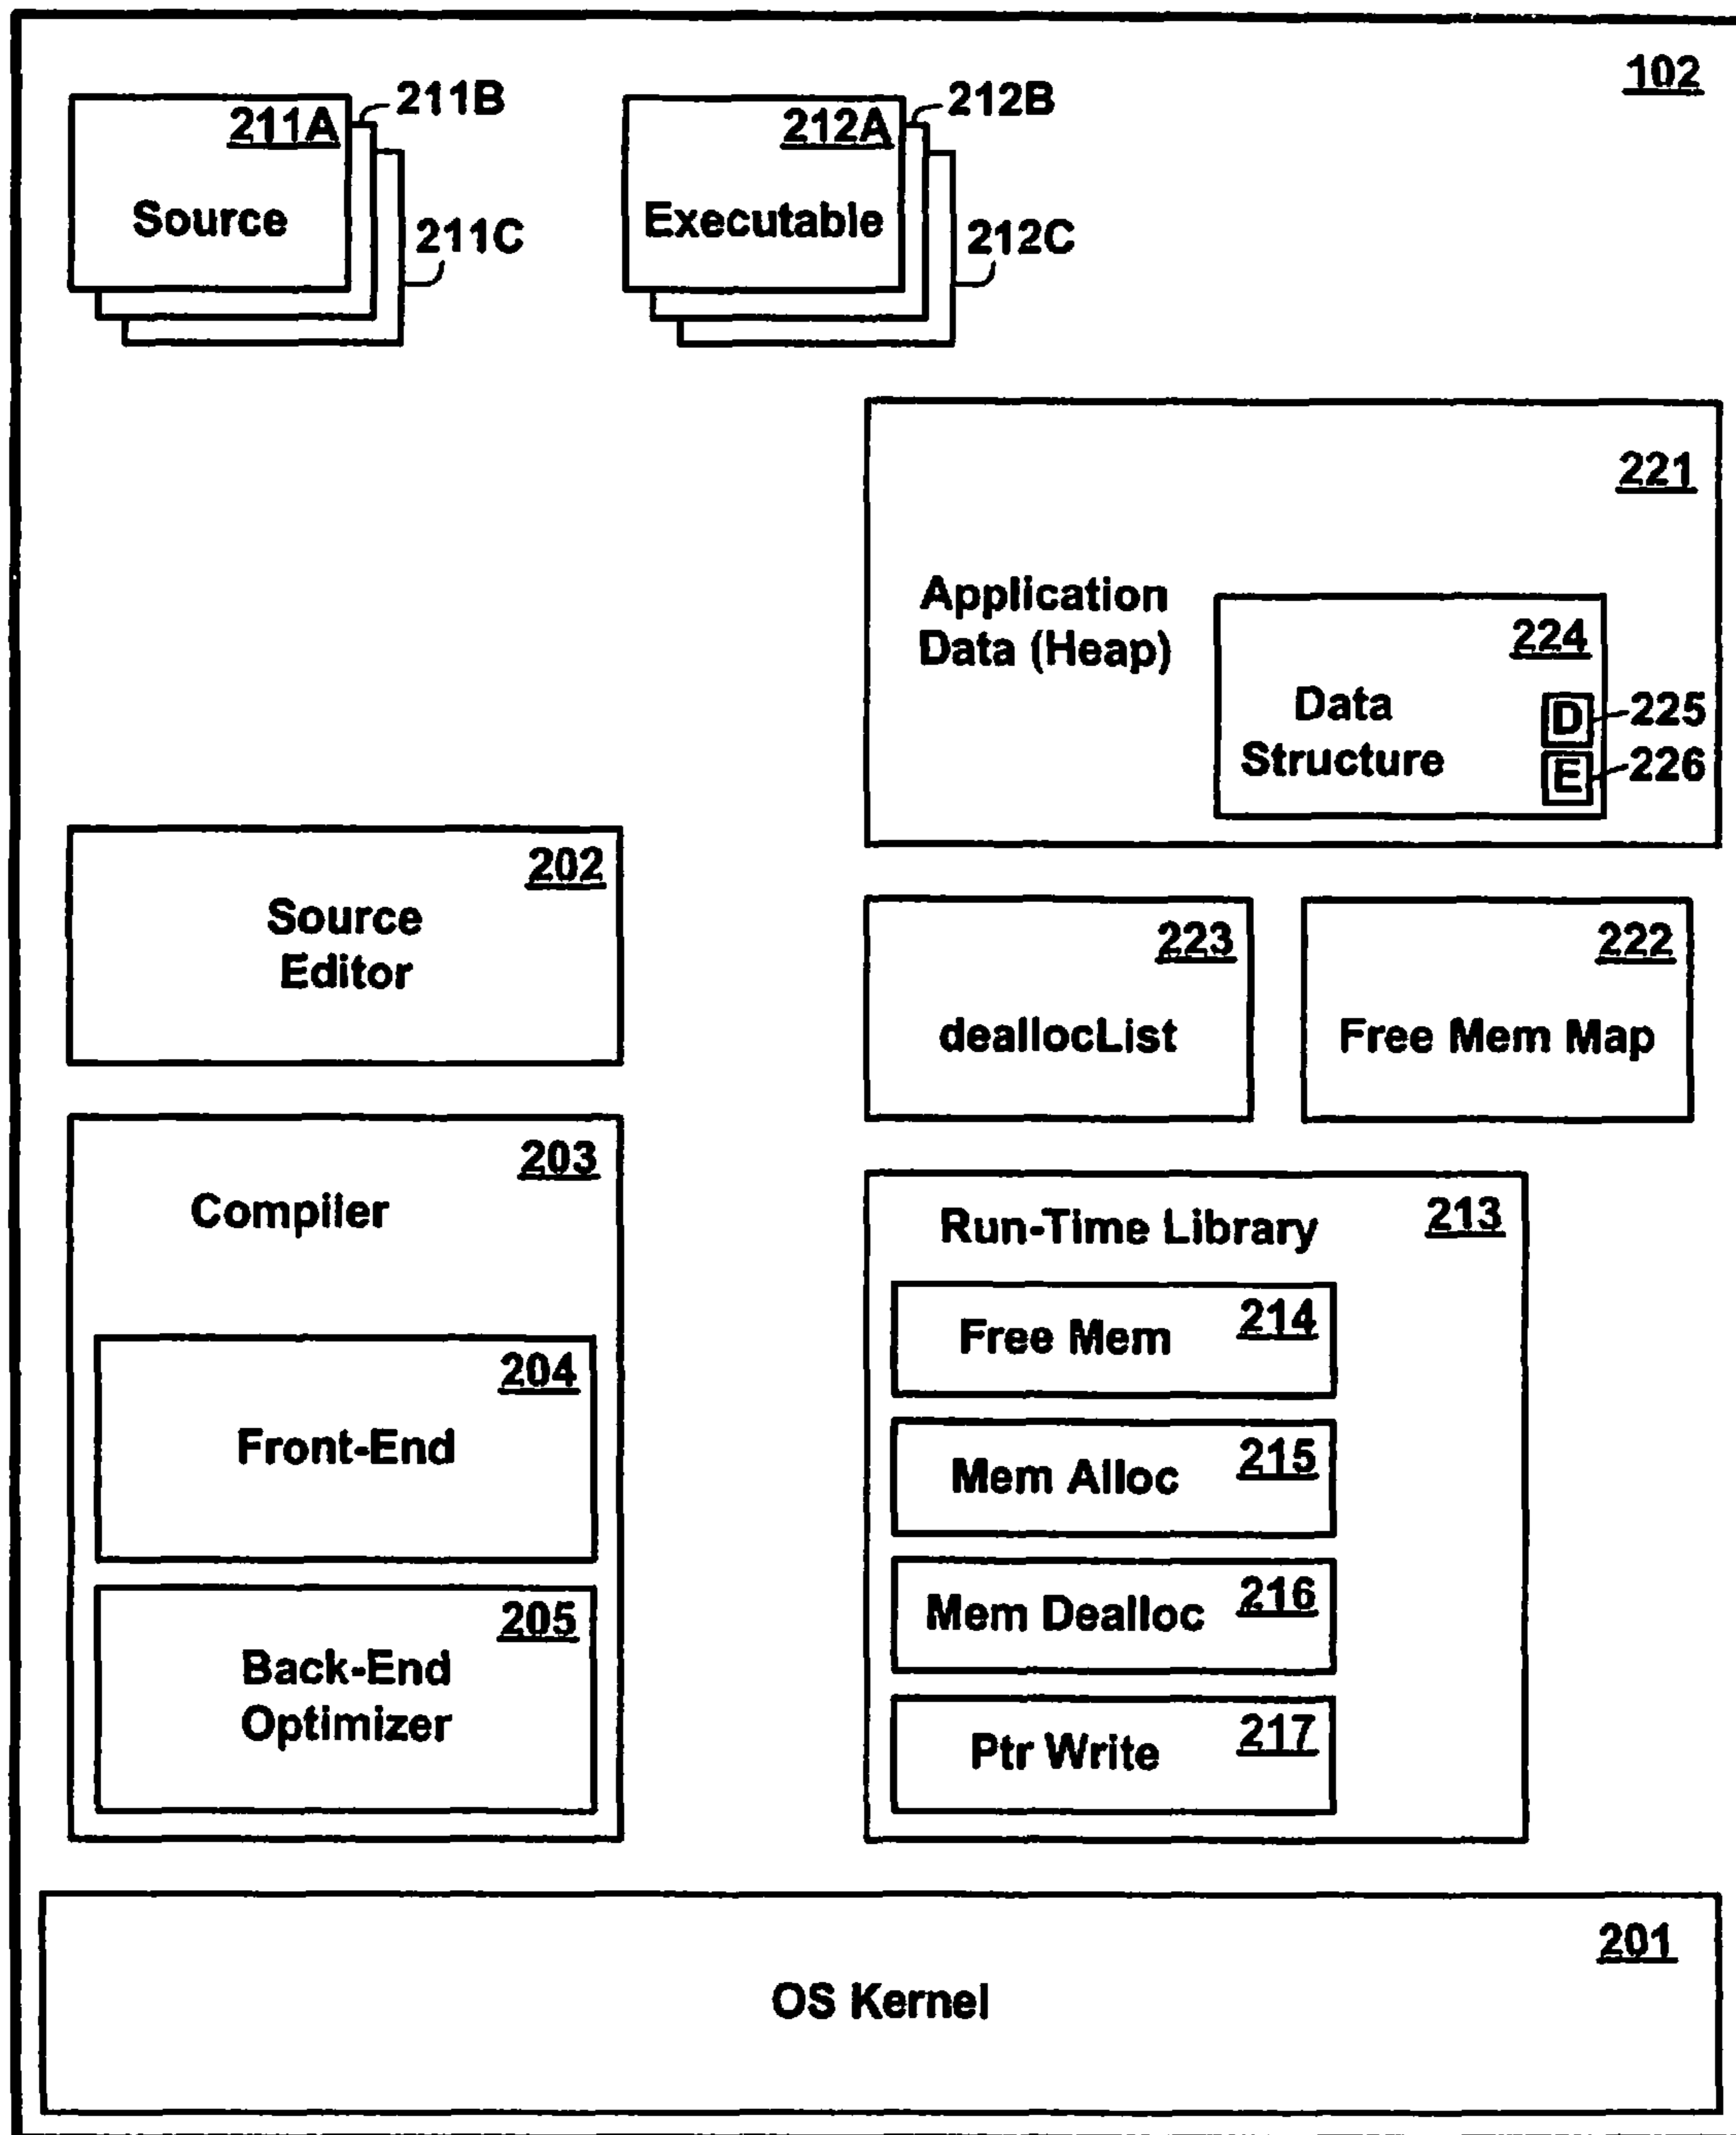 102
211A
211B
Source
211C
212A
212B
Executable
212C
221
Application
Data (Heap)
224
Data
Structure
D
225
E
226
202
Source
Editor
223
deallocList
222
Free Mem Map
203
Compiler
204
Front-End
205
Back-End
Optimizer
Run-Time Library
213
Free Mem
214
Mem Alloc
215
Mem Dealloc
216
Ptr Write
217
201
OS Kernel